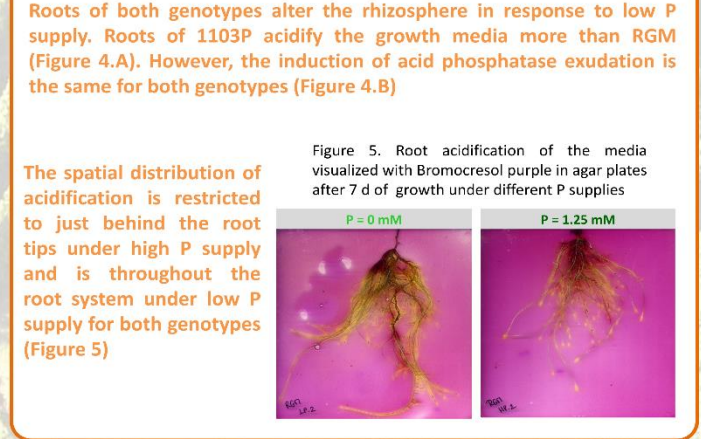 Roots of both genotypes alter the rhizosphere in response to low P
supply. Roots of 1103P acidify the growth media more than RGM
(Figure 4.A). However, the induction of acid phosphatase exudation is
the same for both genotypes (Figure 4.B)
The spatial distribution of
acidification is restricted
to just behind the root
tips under high P supply
and is throughout the
root system under low P
supply for both genotypes
(Figure 5)
Figure 5. Root acidification of the media
visualized with Bromocresol purple in agar plates
after 7 d of growth under different P supplies
P = 0 mM
P = 1.25 mM
RGM
LP.2
RGM
HP.2